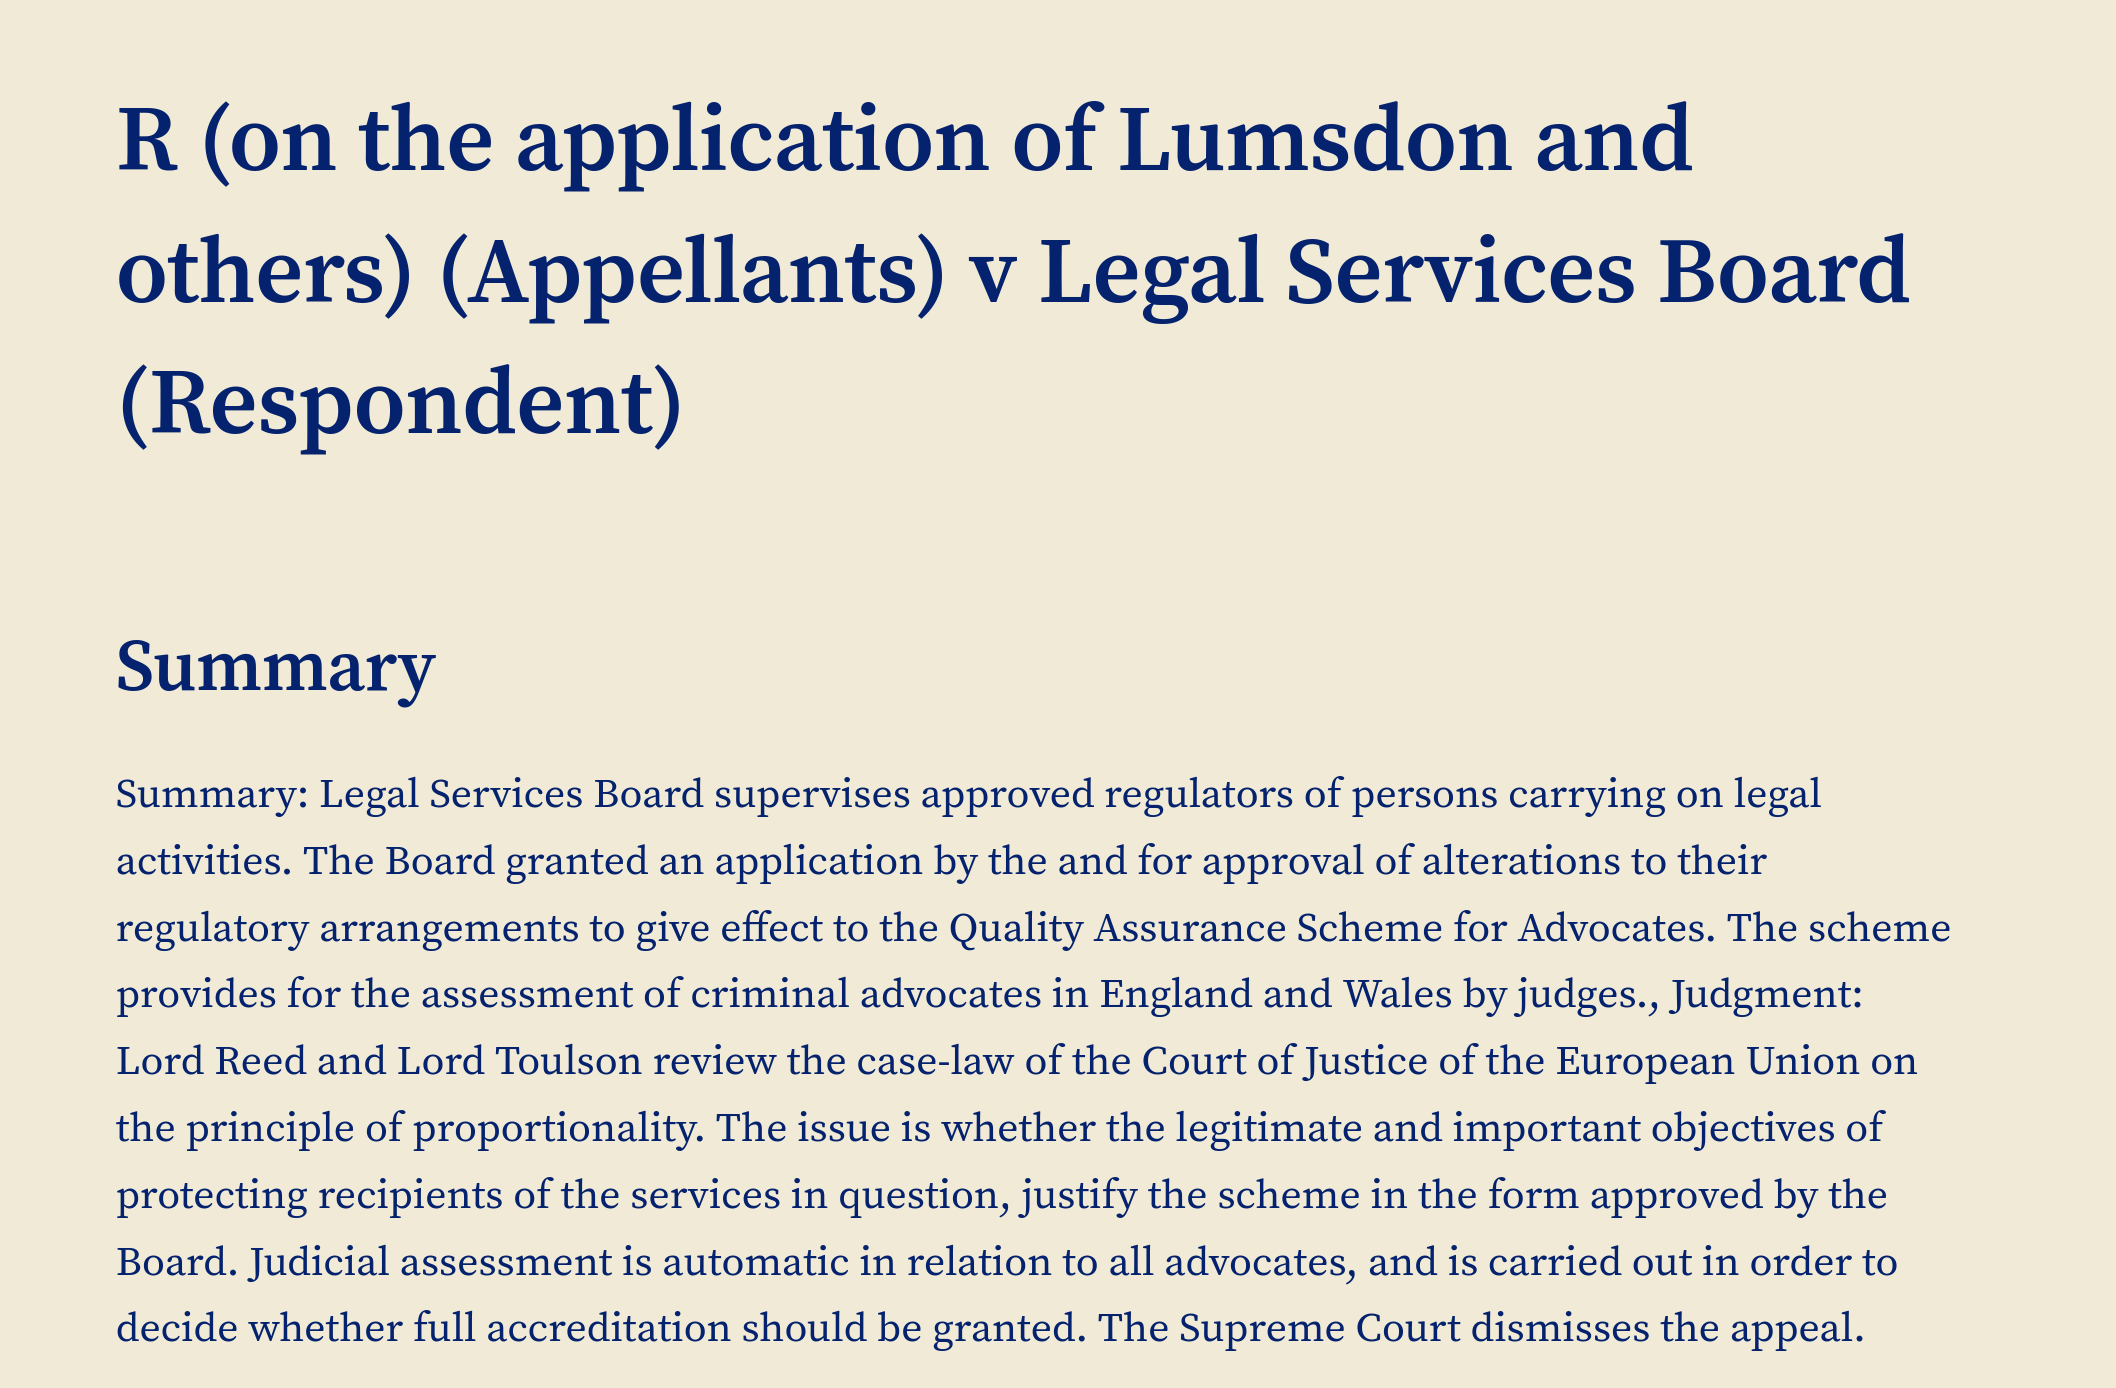 R (on the application of Lumsdon and
others) (Appellants) v Legal Services Board
(Respondent)
Summary
Summary: Legal Services Board supervises approved regulators of persons carrying on legal
activities. The Board granted an application by the and for approval of alterations to their
regulatory arrangements to give effect to the Quality Assurance Scheme for Advocates. The scheme
provides for the assessment of criminal advocates in England and Wales by judges., Judgment:
Lord Reed and Lord Toulson review the case-law of the Court of Justice of the European Union on
the principle of proportionality. The issue is whether the legitimate and important objectives of
protecting recipients of the services in question, justify the scheme in the form approved by the
Board. Judicial assessment is automatic in relation to all advocates, and is carried out in order to
decide whether full accreditation should be granted. The Supreme Court dismisses the appeal.